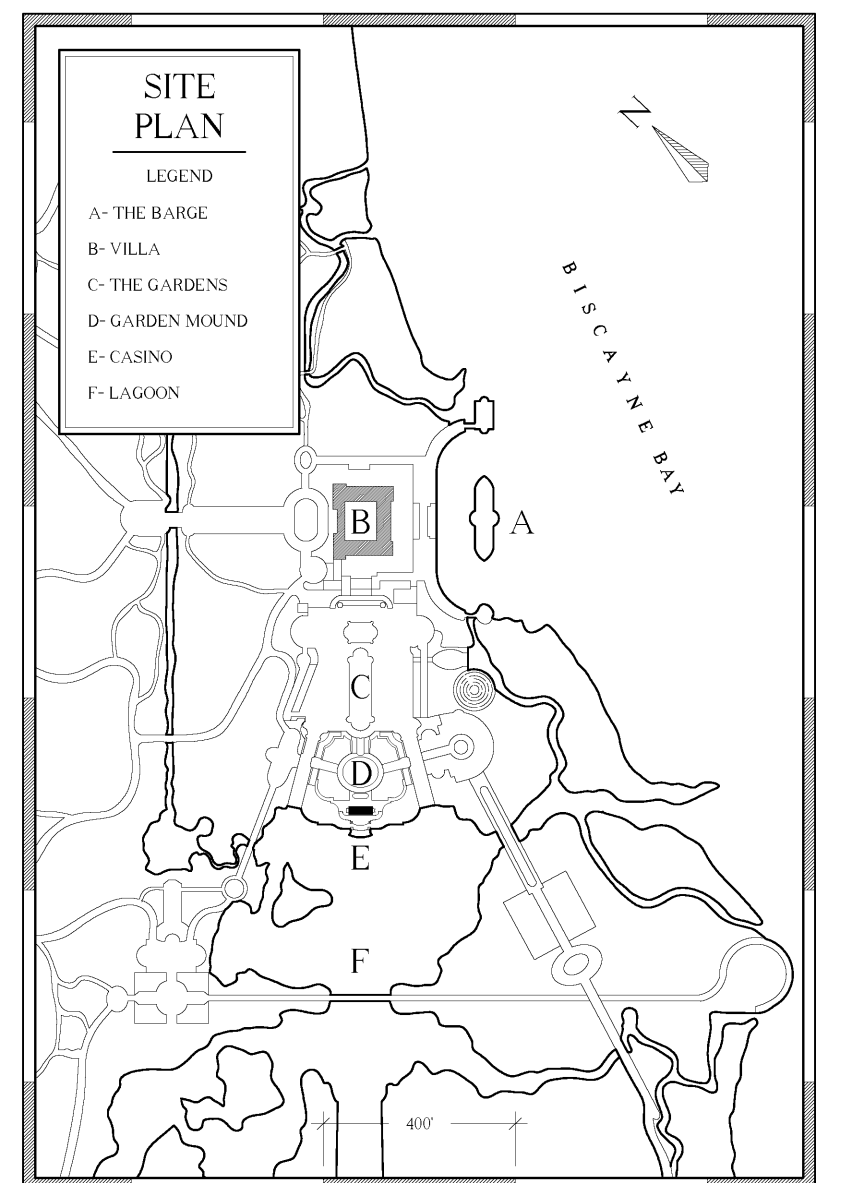 SITE
PLAN
LEGEND
A- THE BARGE
B- VILLA
C- THE GARDENS
D- GARDEN MOUND
E- CASINO
F- LAGOON
N
BISCAYNE BAY
B
A
C
D
E
F
400'